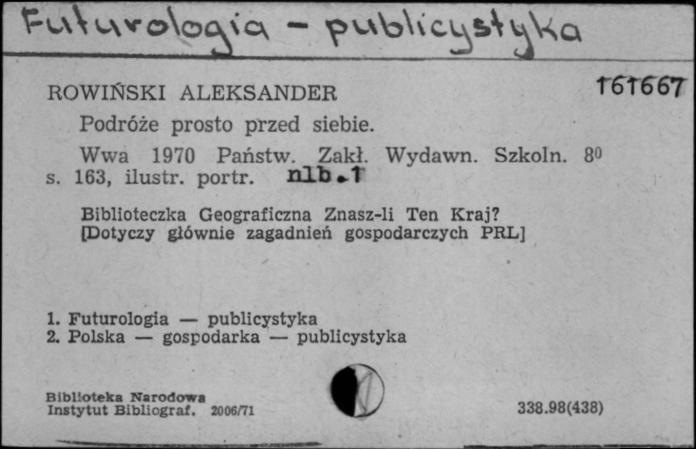 Futurologia - publicystyka
161667
ROWIŃSKI ALEKSANDER
Podróże prosto przed siebie.
Wwa 1970 Państw. Zakł. Wydawn. Szkoln. 8⁰
s. 163, ilustr. portr. nlb.1
Biblioteczka Geograficzna Znasz-li Ten Kraj?
[Dotyczy głównie zagadnień gospodarczych PRL]
1. Futurologia — publicystyka
2. Polska — gospodarka — publicystyka
Biblioteka Narodowa
Instytut Bibliograf. 2006/71
338.98(438)